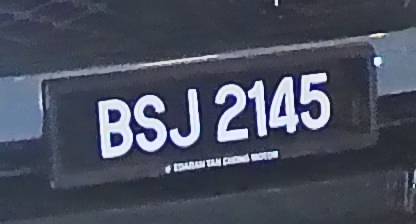 BSJ 2145
EDARAN TAN CHONG MOTOR